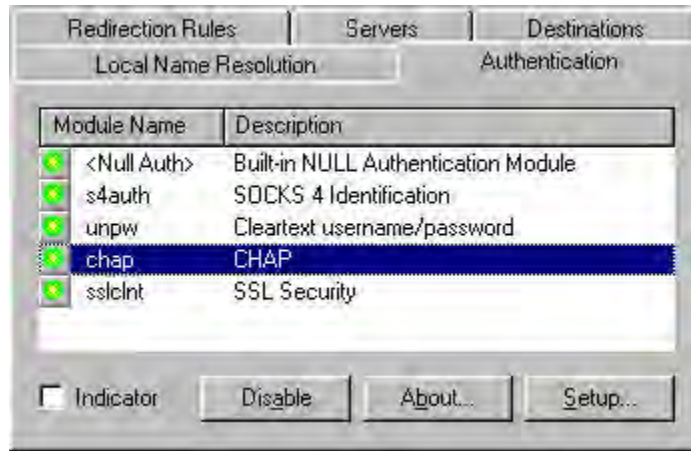 Redirection Rules Servers Destinations
Local Name Resolution Authentication
Module Name Description
<Null Auth> Built-in NULL Authentication Module
s4auth SOCKS 4 Identification
unpw Cleartext username/password
chap CHAP
sslclnt SSL Security
Indicator Disable About... Setup...